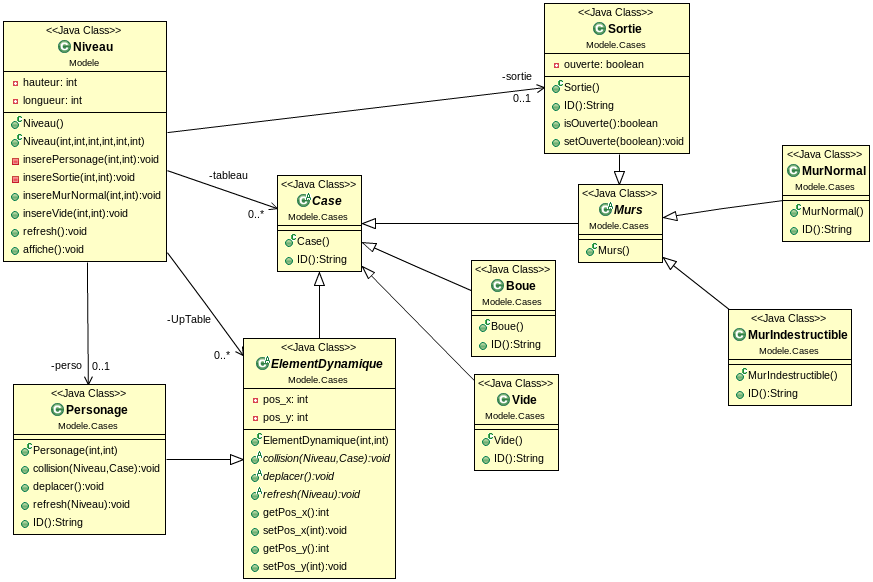 <<Java Class>>
Niveau
Modele
hauteur: int
longueur: int
Niveau()
Niveau(int,int,int,int,int,int)
inserePersonage(int,int):void
insereSortie(int,int):void
insereMurNormal(int,int):void
insereVide(int,int):void
refresh():void
affiche():void
<<Java Class>>
Sortie
Modele.Cases
ouverte: boolean
Sortie()
ID():String
isOuverte():boolean
setOuverte(boolean):void
-sortie
0..1
-tableau
0..*
<<Java Class>>
Case
Modele.Cases
Case()
ID():String
<<Java Class>>
Murs
Modele.Cases
Murs()
<<Java Class>>
MurNormal
Modele.Cases
MurNormal()
ID():String
<<Java Class>>
Boue
Modele.Cases
Boue()
ID():String
<<Java Class>>
MurIndestructible
Modele.Cases
MurIndestructible()
ID():String
-UpTable
0..*
-perso
0..1
<<Java Class>>
ElementDynamique
Modele.Cases
pos_x: int
pos_y: int
ElementDynamique(int,int)
collision(Niveau,Case):void
deplacer():void
refresh(Niveau):void
getPos_x():int
setPos_x(int):void
getPos_y():int
setPos_y(int):void
<<Java Class>>
Vide
Modele.Cases
Vide()
ID():String
<<Java Class>>
Personage
Modele.Cases
Personage(int,int)
collision(Niveau,Case):void
deplacer():void
refresh(Niveau):void
ID():String